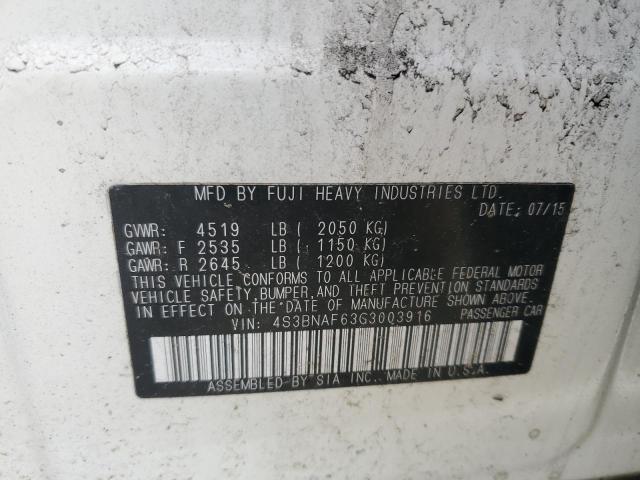 MFD BY FUJI HEAVY INDUSTRIES LTD.
DATE: 07/15
GVWR: 4519 LB ( 2050 KG)
GAWR: F 2535 LB ( 1150 KG)
GAWR: R 2645 LB ( 1200 KG)
THIS VEHICLE CONFORMS TO ALL APPLICABLE FEDERAL MOTOR
VEHICLE SAFETY, BUMPER, AND THEFT PREVENTION STANDARDS
IN EFFECT ON THE DATE OF MANUFACTURE SHOWN ABOVE.
VIN: 4S3BNAF63G3003916 PASSENGER CAR
ASSEMBLED BY SIA INC., MADE IN U.S.A.